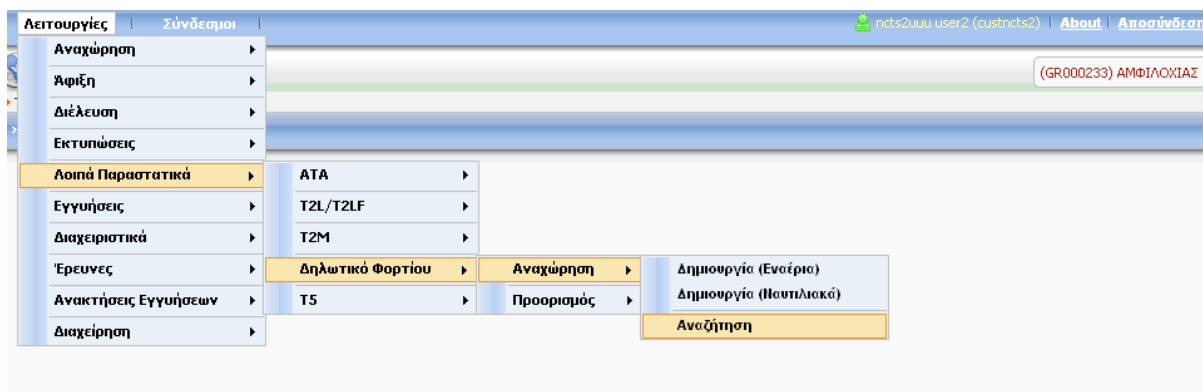 Λειτουργίες | Σύνδεσμοι | ncts2uuu user2 (custncts2) | About | Αποσύνδεση
Αναχώρηση
Άφιξη
(GR000233) ΑΜΦΙΛΟΧΙΑΣ
Διέλευση
Εκτυπώσεις
Λοιπά Παραστατικά
ATA
Εγγυήσεις
T2L/T2LF
Διαχειριστικά
T2M
Έρευνες
Δηλωτικό Φορτίου
Αναχώρηση
Δημιουργία (Εναέρια)
Δημιουργία (Ναυτιλιακά)
Ανακτήσεις Εγγυήσεων
T5
Προορισμός
Αναζήτηση
Διαχείρηση